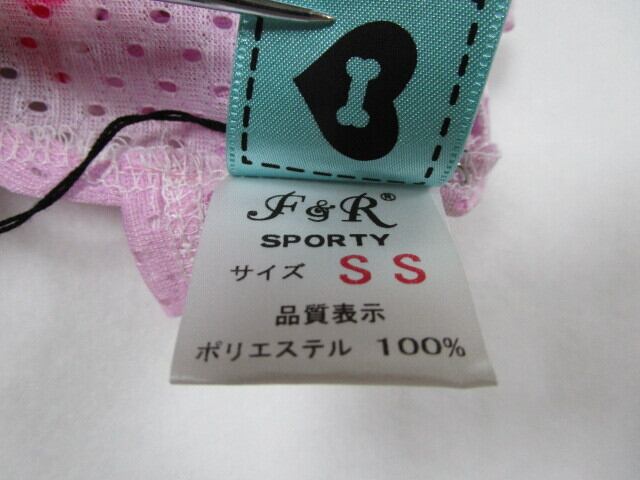 F&R®
SPORTY
サイズ SS
品質表示
ポリエステル 100%